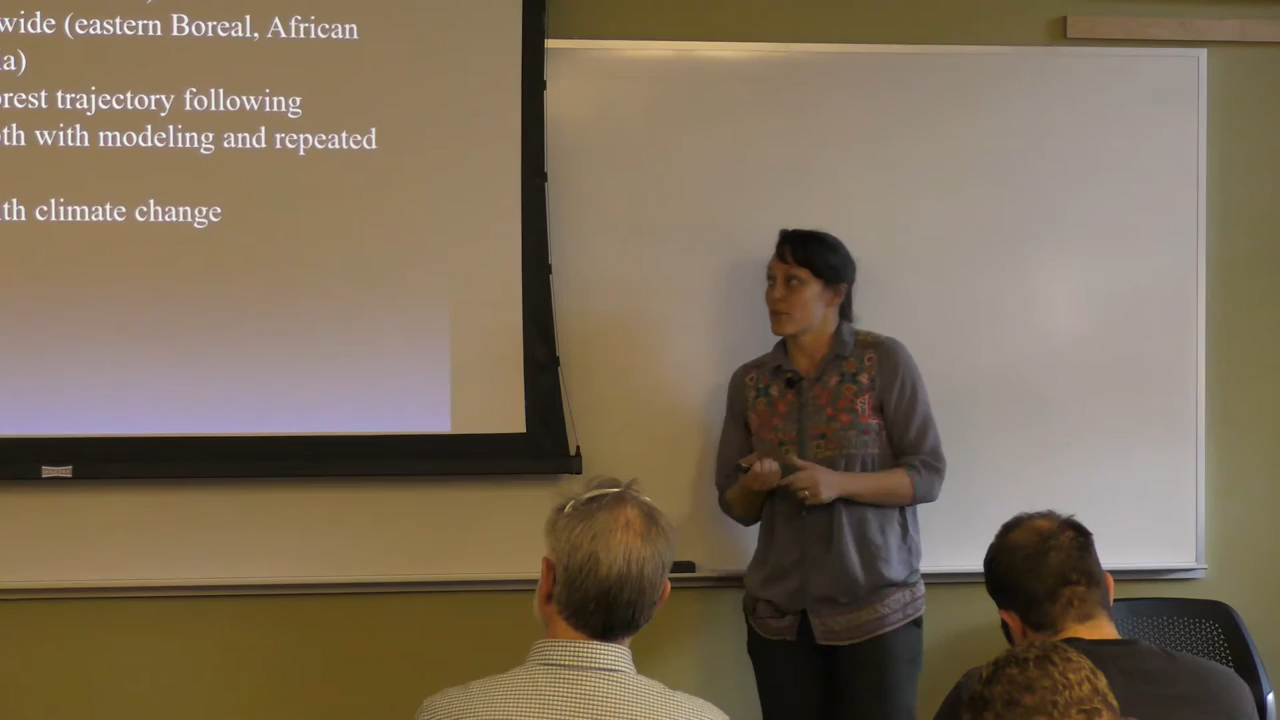 wide (eastern Boreal, African
a)
rest trajectory following
th with modeling and repeated
th climate change